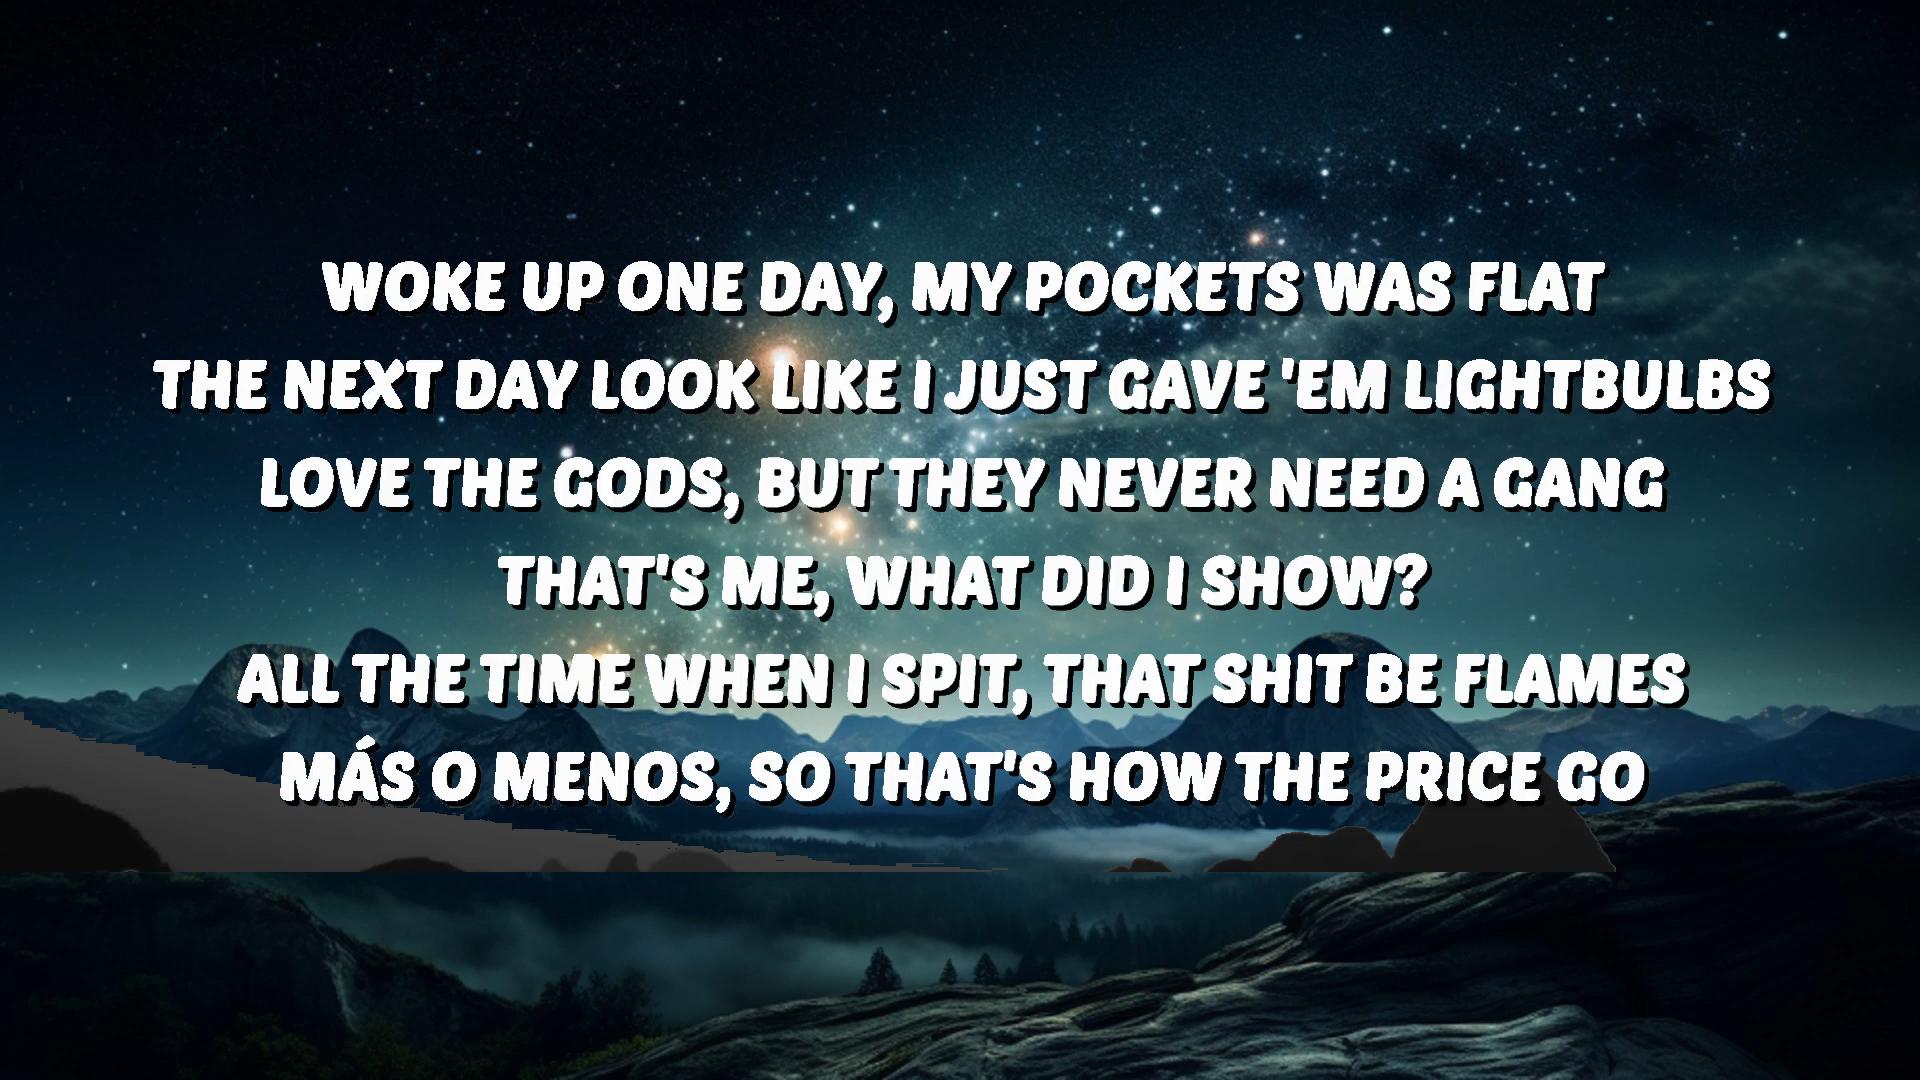 WOKE UP ONE DAY, MY POCKETS WAS FLAT
THE NEXT DAY LOOK LIKE I JUST GAVE 'EM LIGHTBULBS
LOVE THE GODS, BUT THEY NEVER NEED A GANG
THAT'S ME, WHAT DID I SHOW?
ALL THE TIME WHEN I SPIT, THAT SHIT BE FLAMES
MÁS O MENOS, SO THAT'S HOW THE PRICE GO